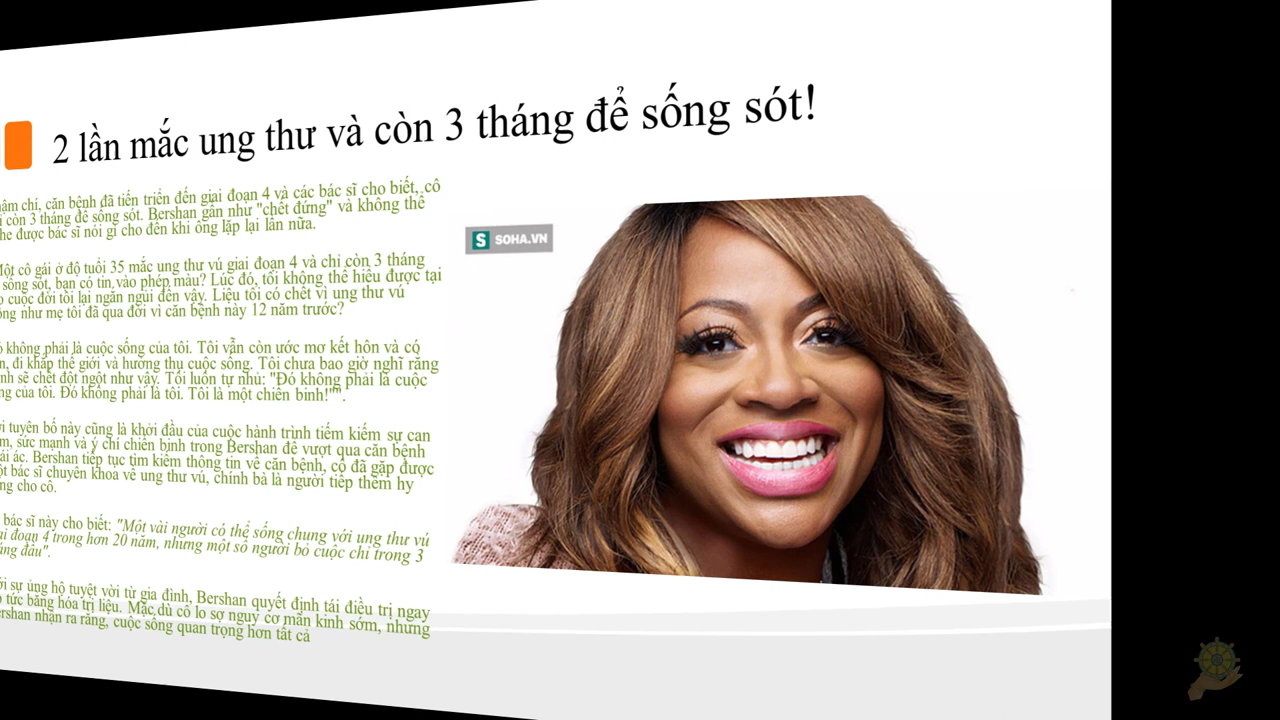 2 lần mắc ung thư và còn 3 tháng để sống sót!
chí, căn bệnh đã tiến triển đến giai đoạn 4 và các bác sĩ cho biết, cô
còn 3 tháng để sống sót. Bershan gần như "chết đứng" và không thể
được bác sĩ nói gì cho đến khi ông lặp lại lần nữa.
SOHA.VN
cô gái ở độ tuổi 35 mắc ung thư vú giai đoạn 4 và chỉ còn 3 tháng
sống sót, bạn có tin vào phép màu? Lúc đó, tôi không thể hiểu được tại
cuộc đời tôi lại ngắn ngủi đến vậy. Liệu tôi có chết vì ung thư vú
như mẹ tôi đã qua đời vì căn bệnh này 12 năm trước?
không phải là cuộc sống của tôi. Tôi vẫn còn ước mơ kết hôn và có
đi khắp thế giới và hưởng thụ cuộc sống. Tôi chưa bao giờ nghĩ rằng
sẽ chết đột ngột như vậy. Tôi luôn tự nhủ: "Đó không phải là cuộc
của tôi. Đó không phải là tôi. Tôi là một chiến binh!"".
tuyên bố này cũng là khởi đầu của cuộc hành trình tiếm kiếm sự can
sức mạnh và ý chí chiến binh trong Bershan để vượt qua căn bệnh
ác. Bershan tiếp tục tìm kiếm thông tin về căn bệnh, cô đã gặp được
bác sĩ chuyên khoa về ung thư vú, chính bà là người tiếp thêm hy
cho cô.
bác sĩ này cho biết: "Một vài người có thể sống chung với ung thư vú
đoạn 4 trong hơn 20 năm, nhưng một số người bỏ cuộc chỉ trong 3
đầu".
sự ủng hộ tuyệt vời từ gia đình, Bershan quyết định tái điều trị ngay
tức bằng hóa trị liệu. Mặc dù cô lo sợ nguy cơ mãn kinh sớm, nhưng
nhận ra rằng, cuộc sống quan trọng hơn tất cả